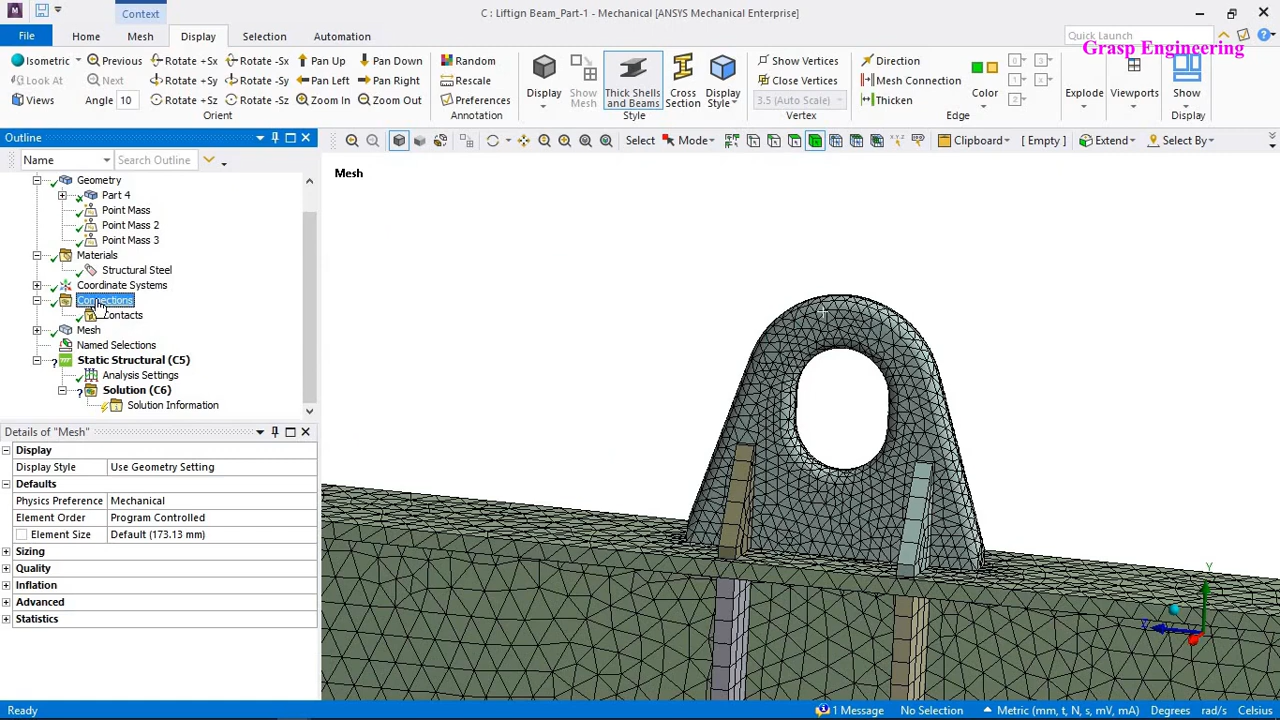 C : Liftign Beam_Part-1 - Mechanical [ANSYS Mechanical Enterprise]
Context
File Home Mesh Display Selection Automation
Quick Launch
Grasp Engineering
Isometric Previous Rotate +Sx Rotate -Sx Pan Up Pan Down
Look At Next Rotate +Sy Rotate -Sy Pan Left Pan Right
Views Angle 10 Rotate +Sz Rotate -Sz Zoom In Zoom Out
Orient
Random
Rescale
Preferences
Annotation
Display
Show Mesh
Thick Shells and Beams
Cross Section
Display Style
Style
Show Vertices
Close Vertices
3.5 (Auto Scale)
Vertex
Direction
Mesh Connection
Thicken
Color
0 3
1 x
2
Edge
Explode
Viewports
Show
Display
Outline
Name Search Outline
Select Mode Clipboard [ Empty ] Extend Select By
Geometry
Part 4
Point Mass
Point Mass 2
Point Mass 3
Materials
Structural Steel
Coordinate Systems
Connections
Contacts
Mesh
Named Selections
Static Structural (C5)
Analysis Settings
Solution (C6)
Solution Information
Details of "Mesh"
Display
Display Style Use Geometry Setting
Defaults
Physics Preference Mechanical
Element Order Program Controlled
Element Size Default (173.13 mm)
Sizing
Quality
Inflation
Advanced
Statistics
Mesh
Y
Z
Ready 1 Message No Selection Metric (mm, t, N, s, mV, mA) Degrees rad/s Celsius